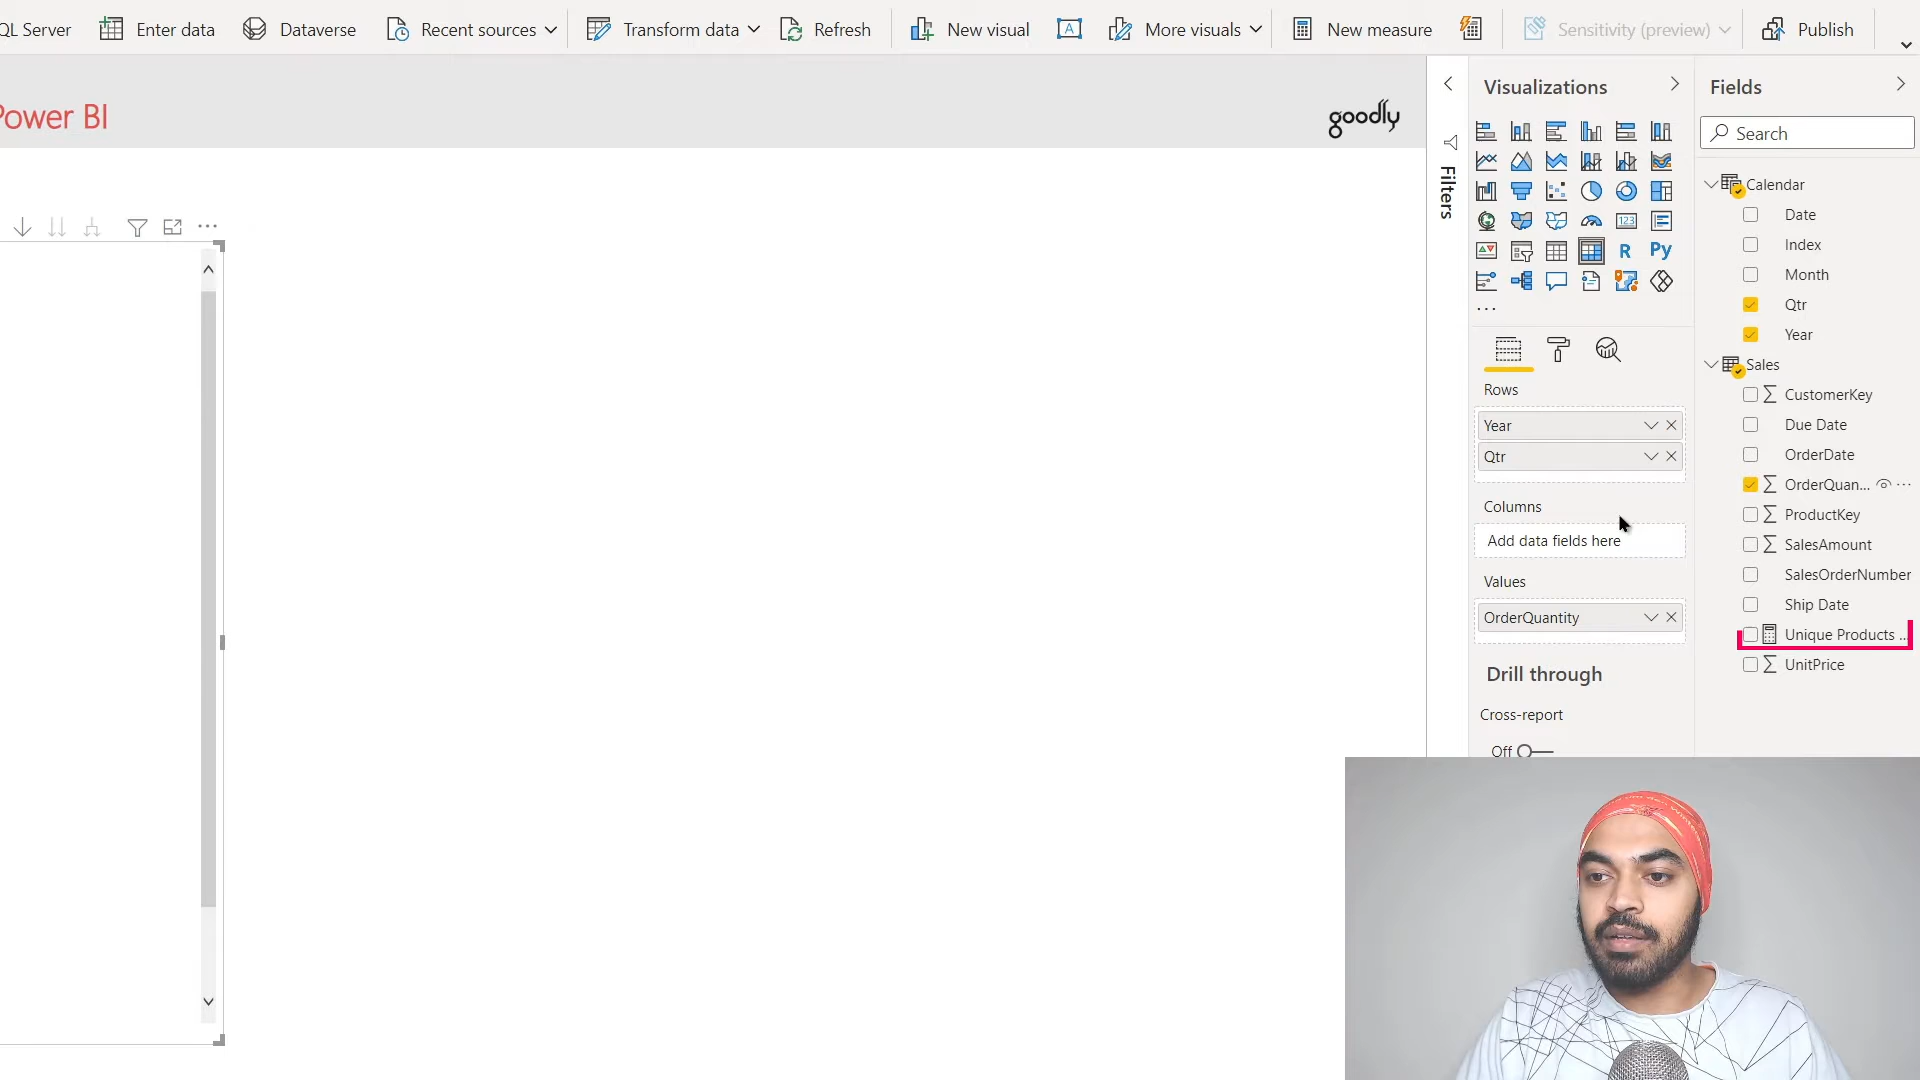 QL Server Enter data Dataverse Recent sources Transform data Refresh New visual More visuals New measure Sensitivity (preview) Publish
Power BI
goodly
Filters
Visualizations
R Py
123
...
Rows
Year
Qtr
Columns
Add data fields here
Values
OrderQuantity
Drill through
Cross-report
Off
Fields
Search
Calendar
Date
Index
Month
Qtr
Year
Sales
CustomerKey
Due Date
OrderDate
OrderQuan...
ProductKey
SalesAmount
SalesOrderNumber
Ship Date
Unique Products ...
UnitPrice